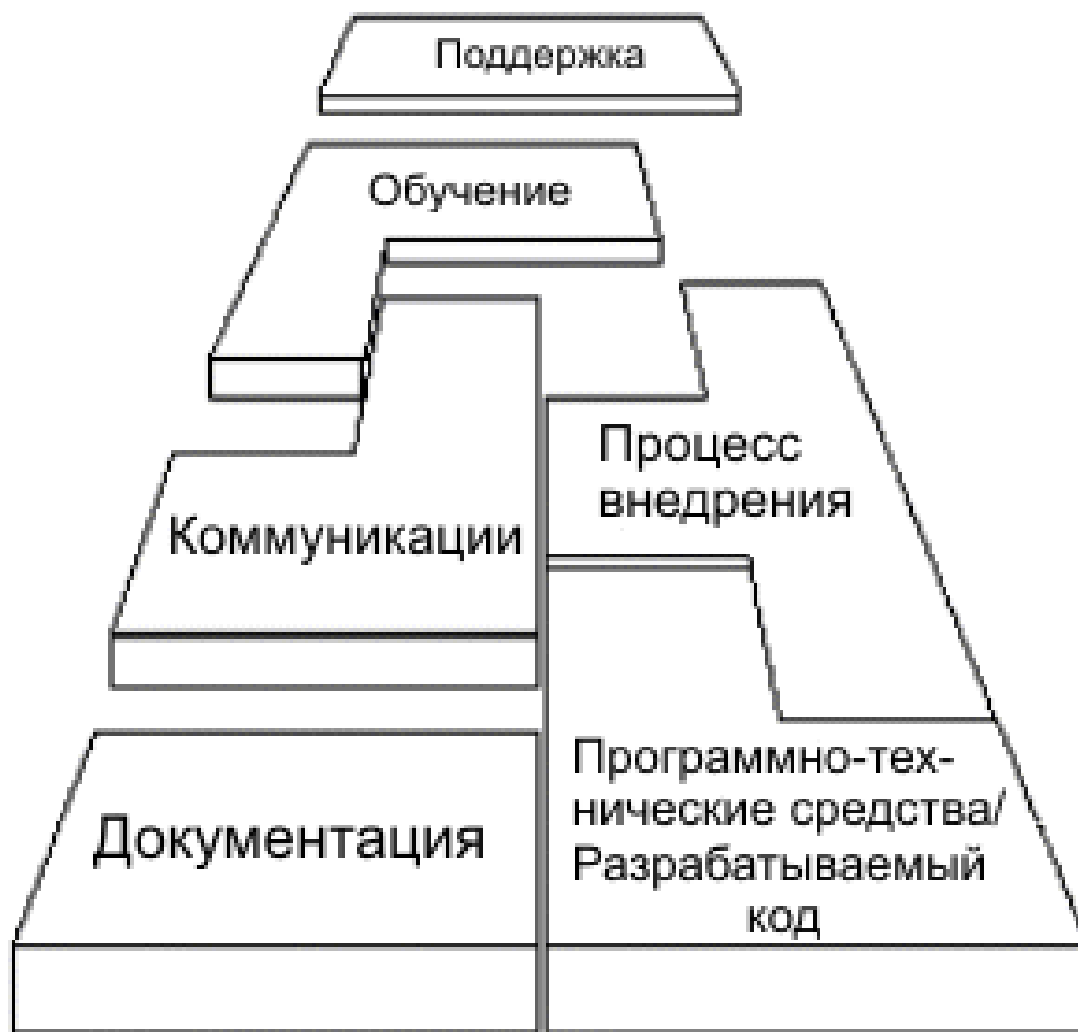 Поддержка
Обучение
Процесс
внедрения
Коммуникации
Программно-тех-
нические средства/
Разрабатываемый
код
Документация